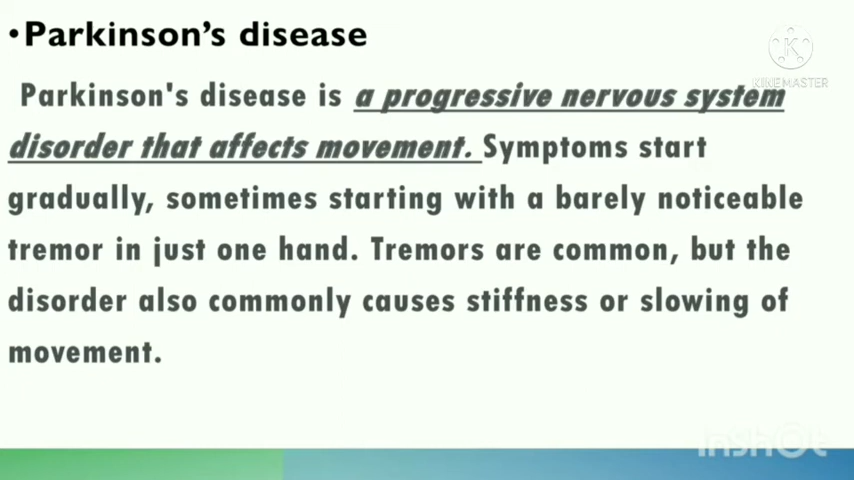 •Parkinson's disease
KINEMASTER
Parkinson's disease is a progressive nervous system
disorder that affects movement. Symptoms start
gradually, sometimes starting with a barely noticeable
tremor in just one hand. Tremors are common, but the
disorder also commonly causes stiffness or slowing of
movement.
inshot